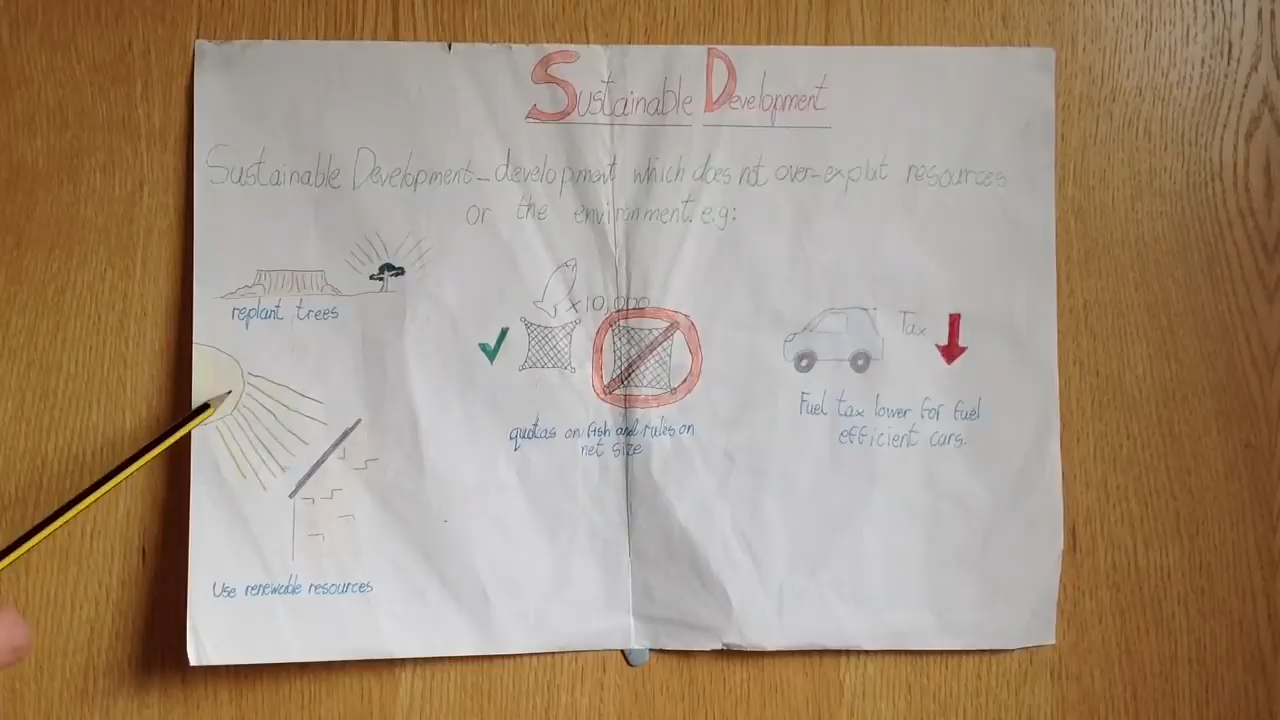 Sustainable Development
Sustainable Development - development which does not over-exploit resources
or the environment. e.g:
replant trees
x 10,000
quotas on fish and rules on
net size
Tax
Fuel tax lower for fuel
efficient cars.
Use renewable resources